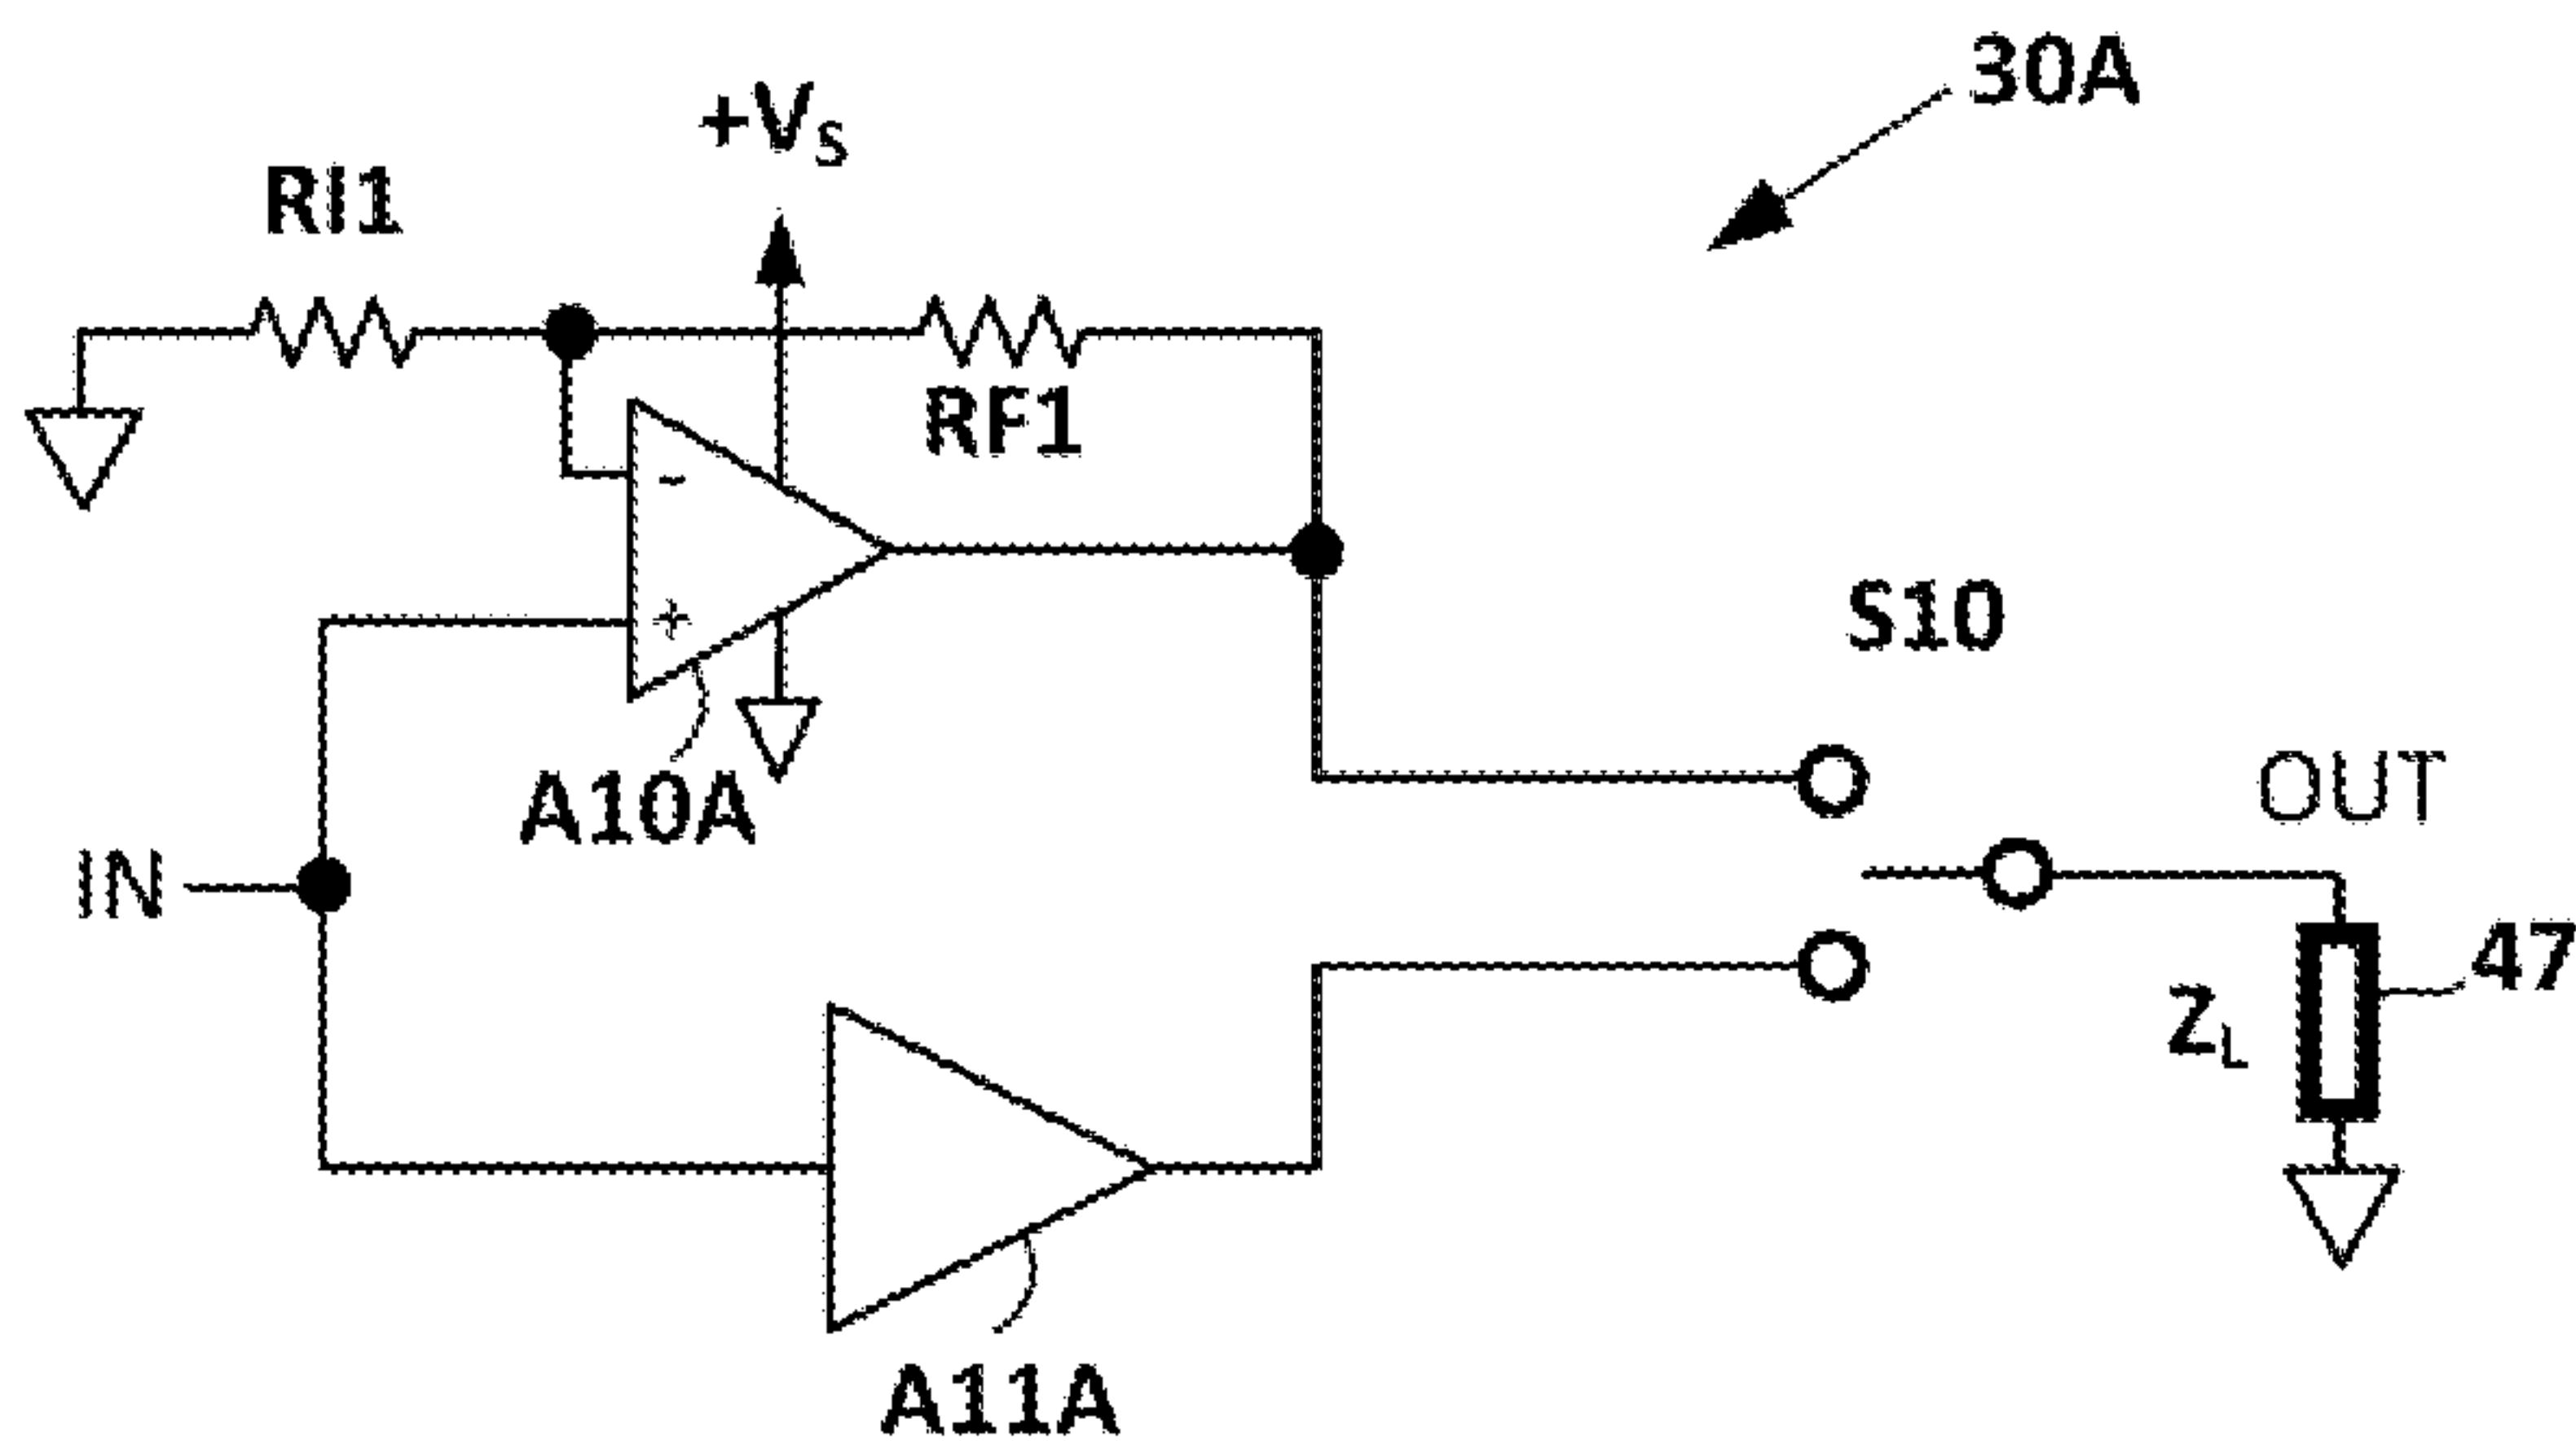 30A
+VS
RI1
RF1
-
+
S10
A10A
OUT
IN
47
ZL
A11A